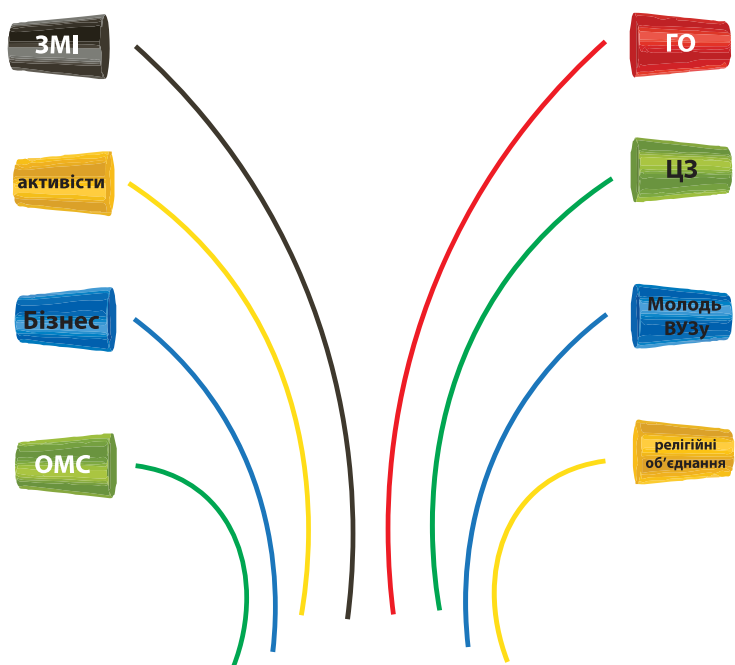 ЗМІ
активісти
Бізнес
ОМС
ГО
ЦЗ
Молодь
ВУЗу
релігійні
об’єднання